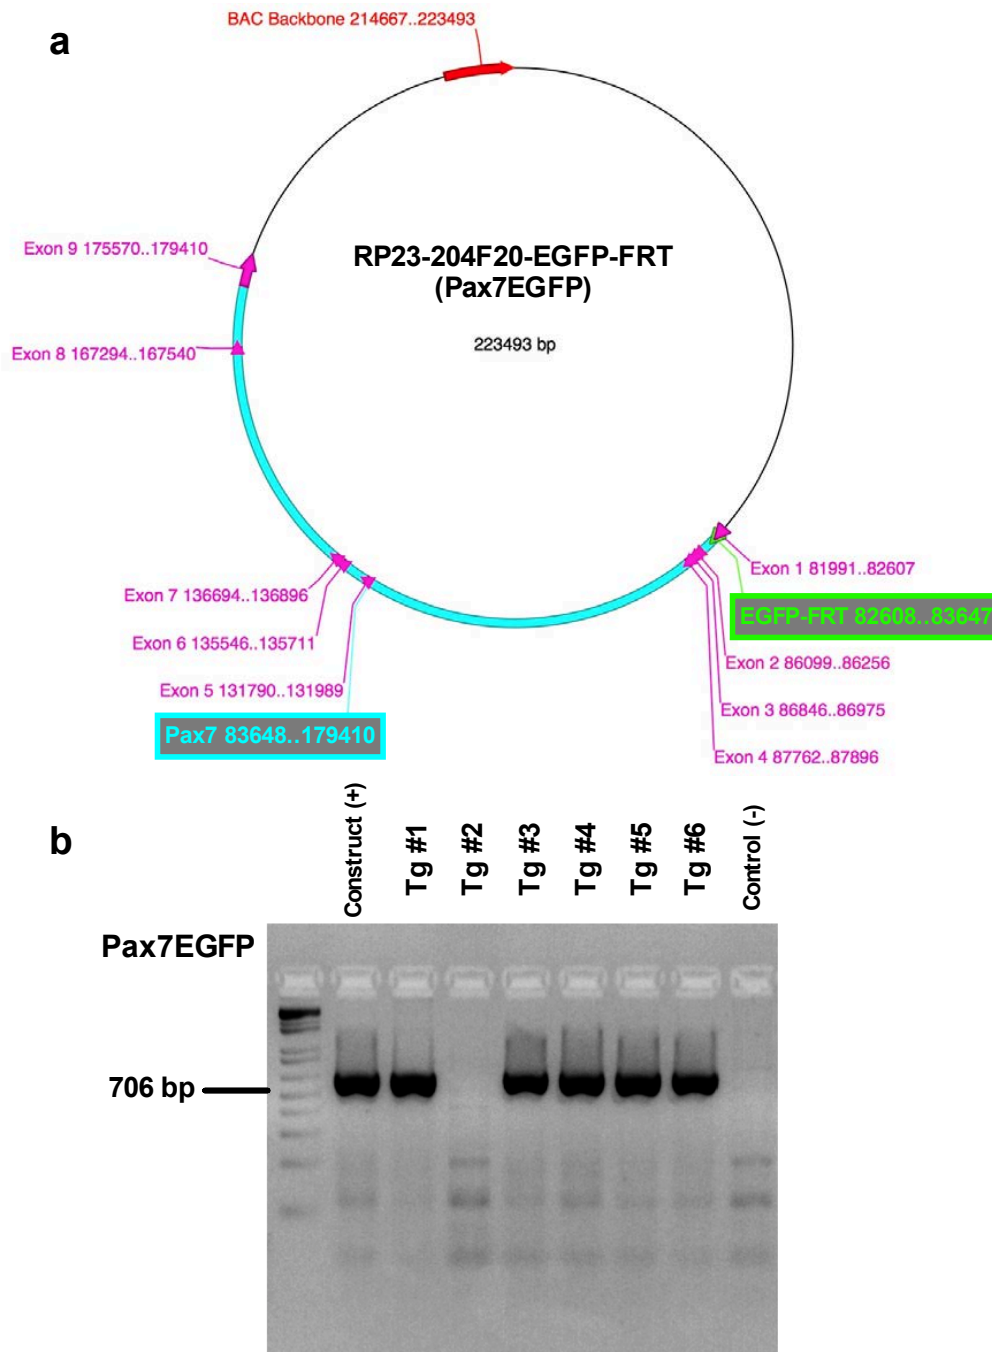 a
BAC Backbone 214667..223493
Exon 9 175570..179410
RP23-204F20-EGFP-FRT
(Pax7EGFP)
223493 bp
Exon 8 167294..167540
Exon 1 81991..82607
EGFP-FRT 82608..83647
Exon 7 136694..136896
Exon 6 135546..135711
Exon 2 86099..86256
Exon 5 131790..131989
Exon 3 86846..86975
Pax7 83648..179410
Exon 4 87762..87896
b
Construct (+)
Tg #1
Tg #2
Tg #3
Tg #4
Tg #5
Tg #6
Control (-)
Pax7EGFP
706 bp